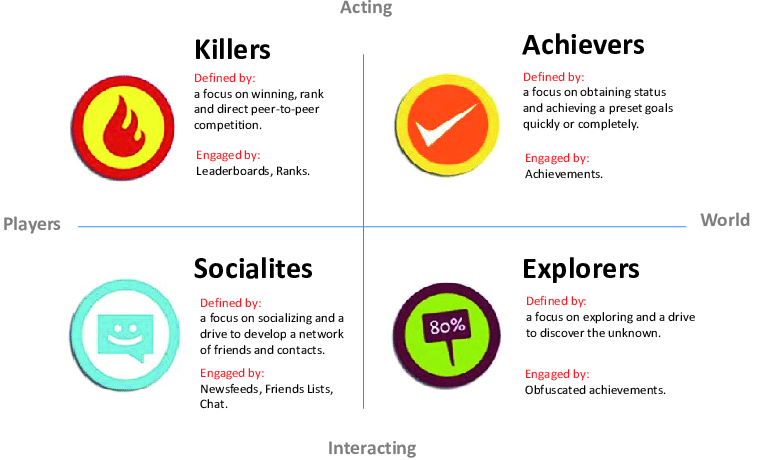 Acting
Killers
Defined by:
a focus on winning, rank
and direct peer-to-peer
competition.
Engaged by:
Leaderboards, Ranks.
Achievers
Defined by:
a focus on obtaining status
and achieving a preset goals
quickly or completely.
Engaged by:
Achievements.
Players
World
Socialites
Defined by:
a focus on socializing and a
drive to develop a network
of friends and contacts.
Engaged by:
Newsfeeds, Friends Lists,
Chat.
Explorers
80%
Defined by:
a focus on exploring and a drive
to discover the unknown.
Engaged by:
Obfuscated achievements.
Interacting